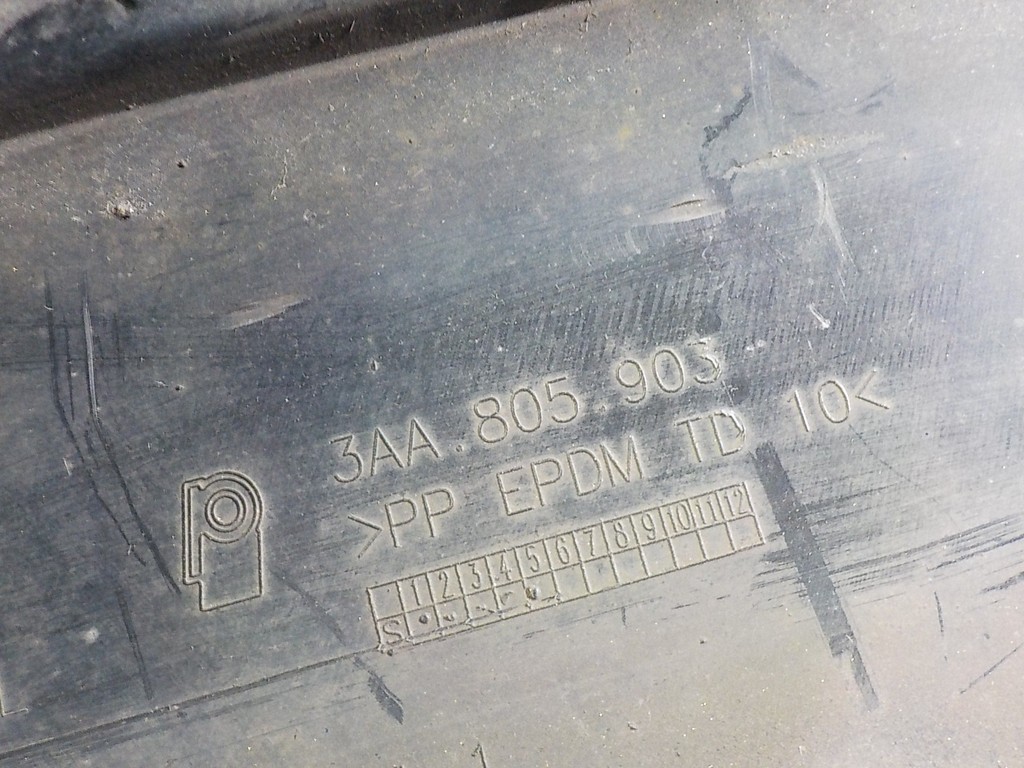 3AA.805.903
>PP EPDM TD 10<
1 2 3 4 5 6 7 8 9 10 11 12
S